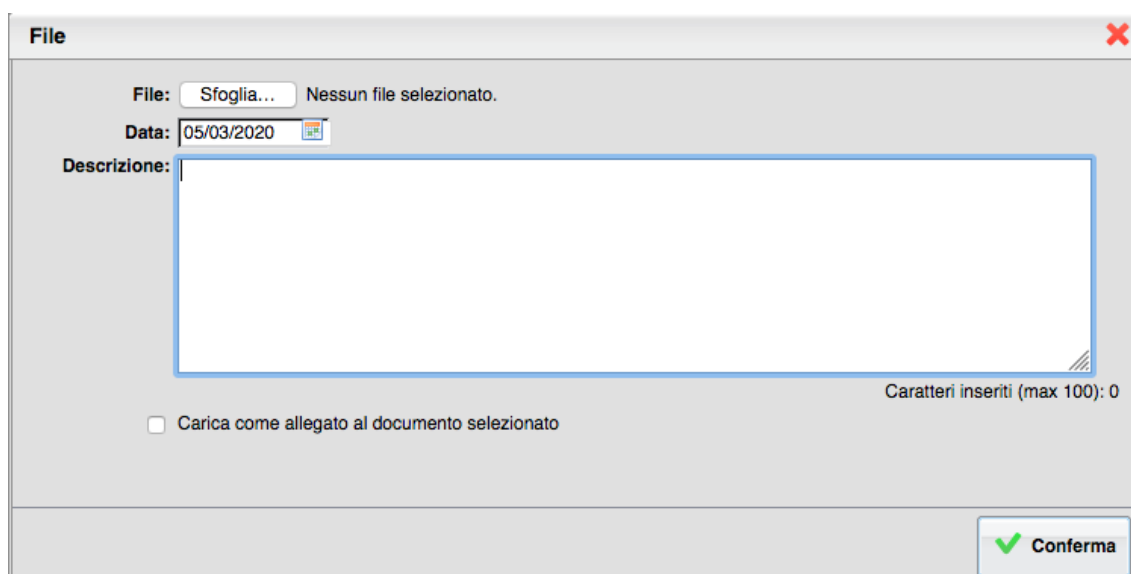 File
File: Sfoglia... Nessun file selezionato.
Data: 05/03/2020
Descrizione:
Caratteri inseriti (max 100): 0
Carica come allegato al documento selezionato
Conferma